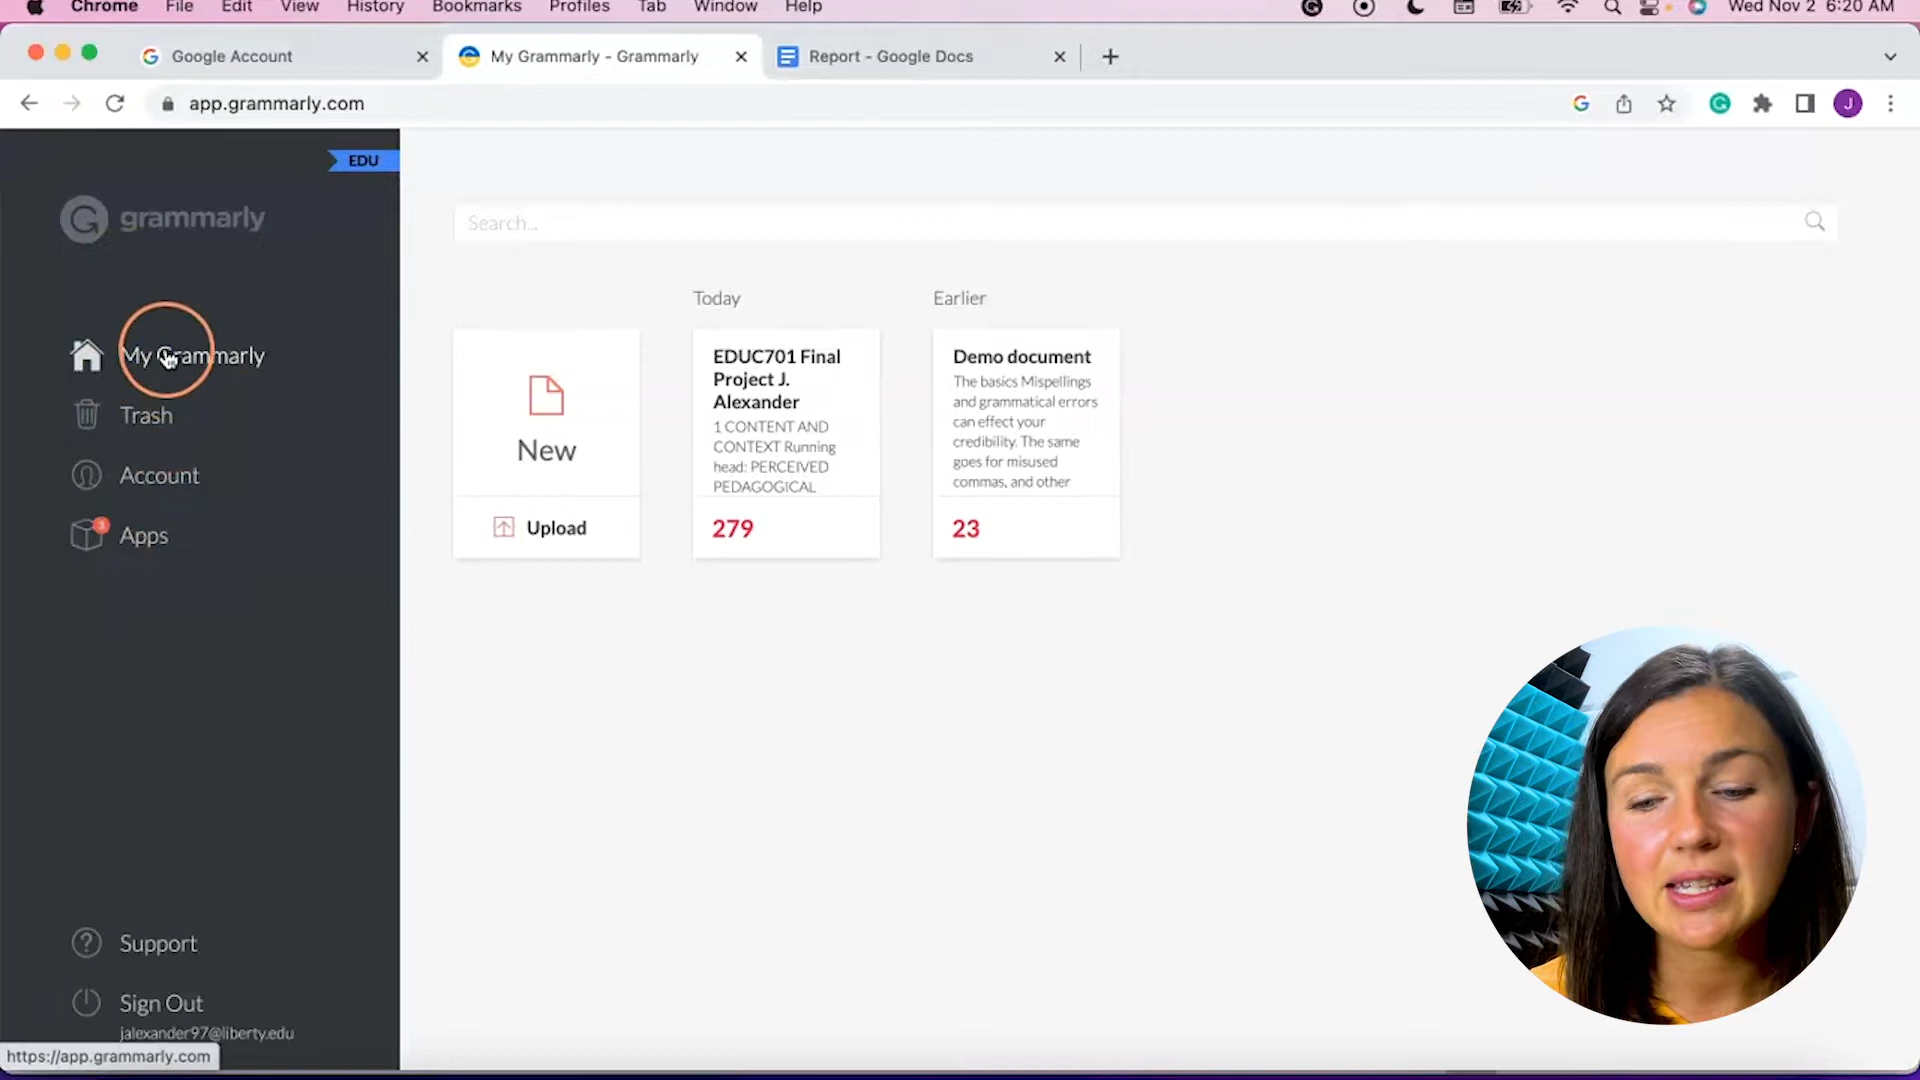 Chrome File Edit View History Bookmarks Profiles Tab Window Help Wed Nov 2 6:20 AM
Google Account My Grammarly - Grammarly Report - Google Docs
app.grammarly.com J
EDU
grammarly
Search...
My Grammarly
Trash
Account
3
Apps
Today
Earlier
New
Upload
EDUC701 Final
Project J.
Alexander
1 CONTENT AND
CONTEXT Running
head: PERCEIVED
PEDAGOGICAL
279
Demo document
The basics Mispellings
and grammatical errors
can effect your
credibility. The same
goes for misused
commas, and other
23
Support
Sign Out
jalexander97@liberty.edu
https://app.grammarly.com